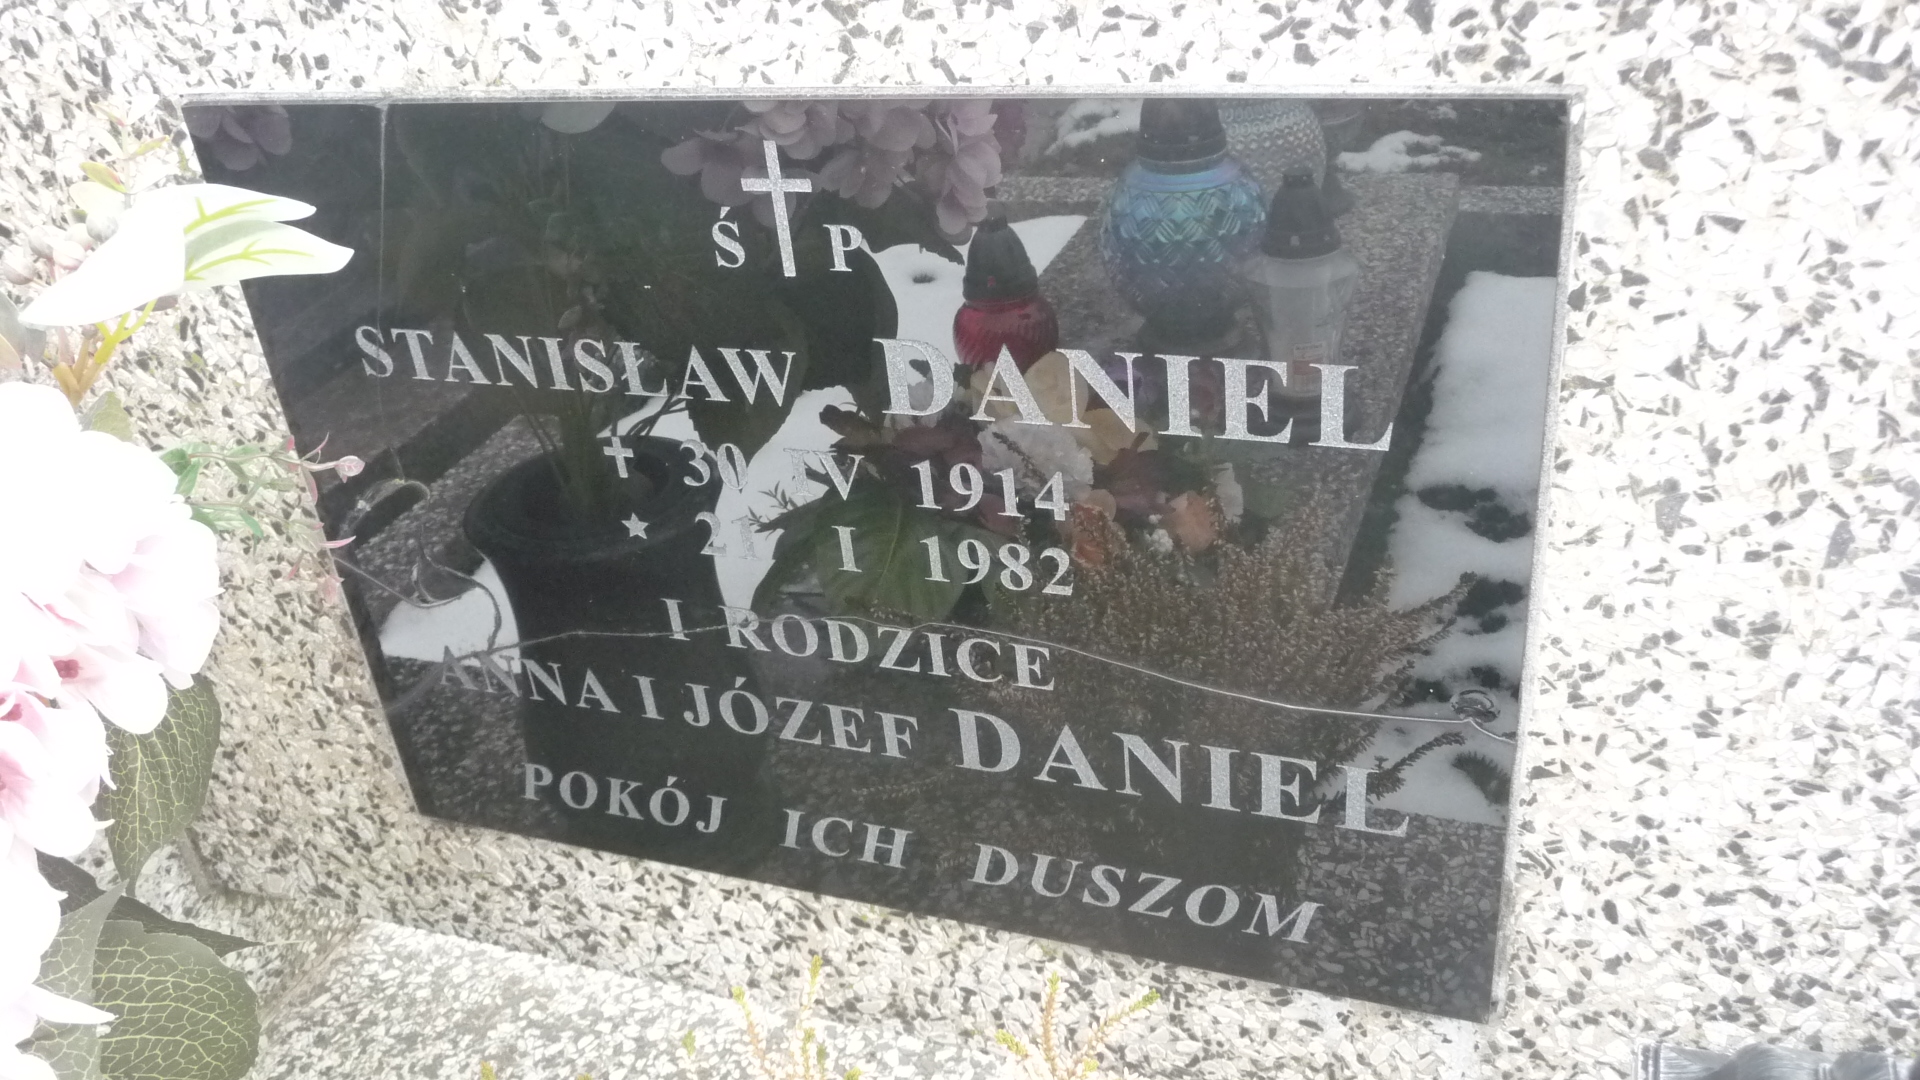 Ś P
STANISŁAW DANIEL
✝ 30 IV 1914
★ 21 I 1982
I RODZICE
ANNA I JÓZEF DANIEL
POKÓJ ICH DUSZOM